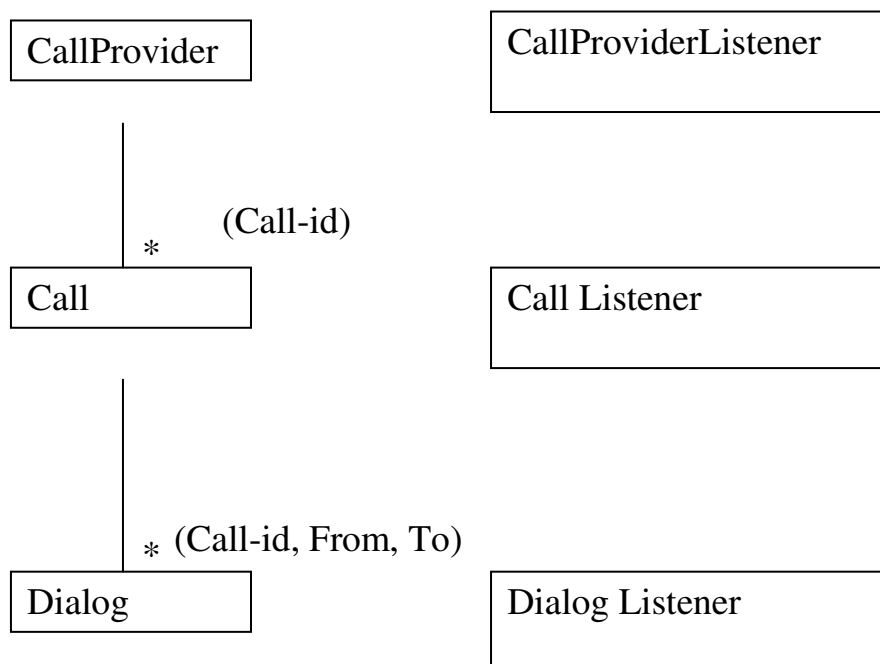 CallProvider
CallProviderListener
(Call-id)
*
Call
Call Listener
* (Call-id, From, To)
Dialog
Dialog Listener